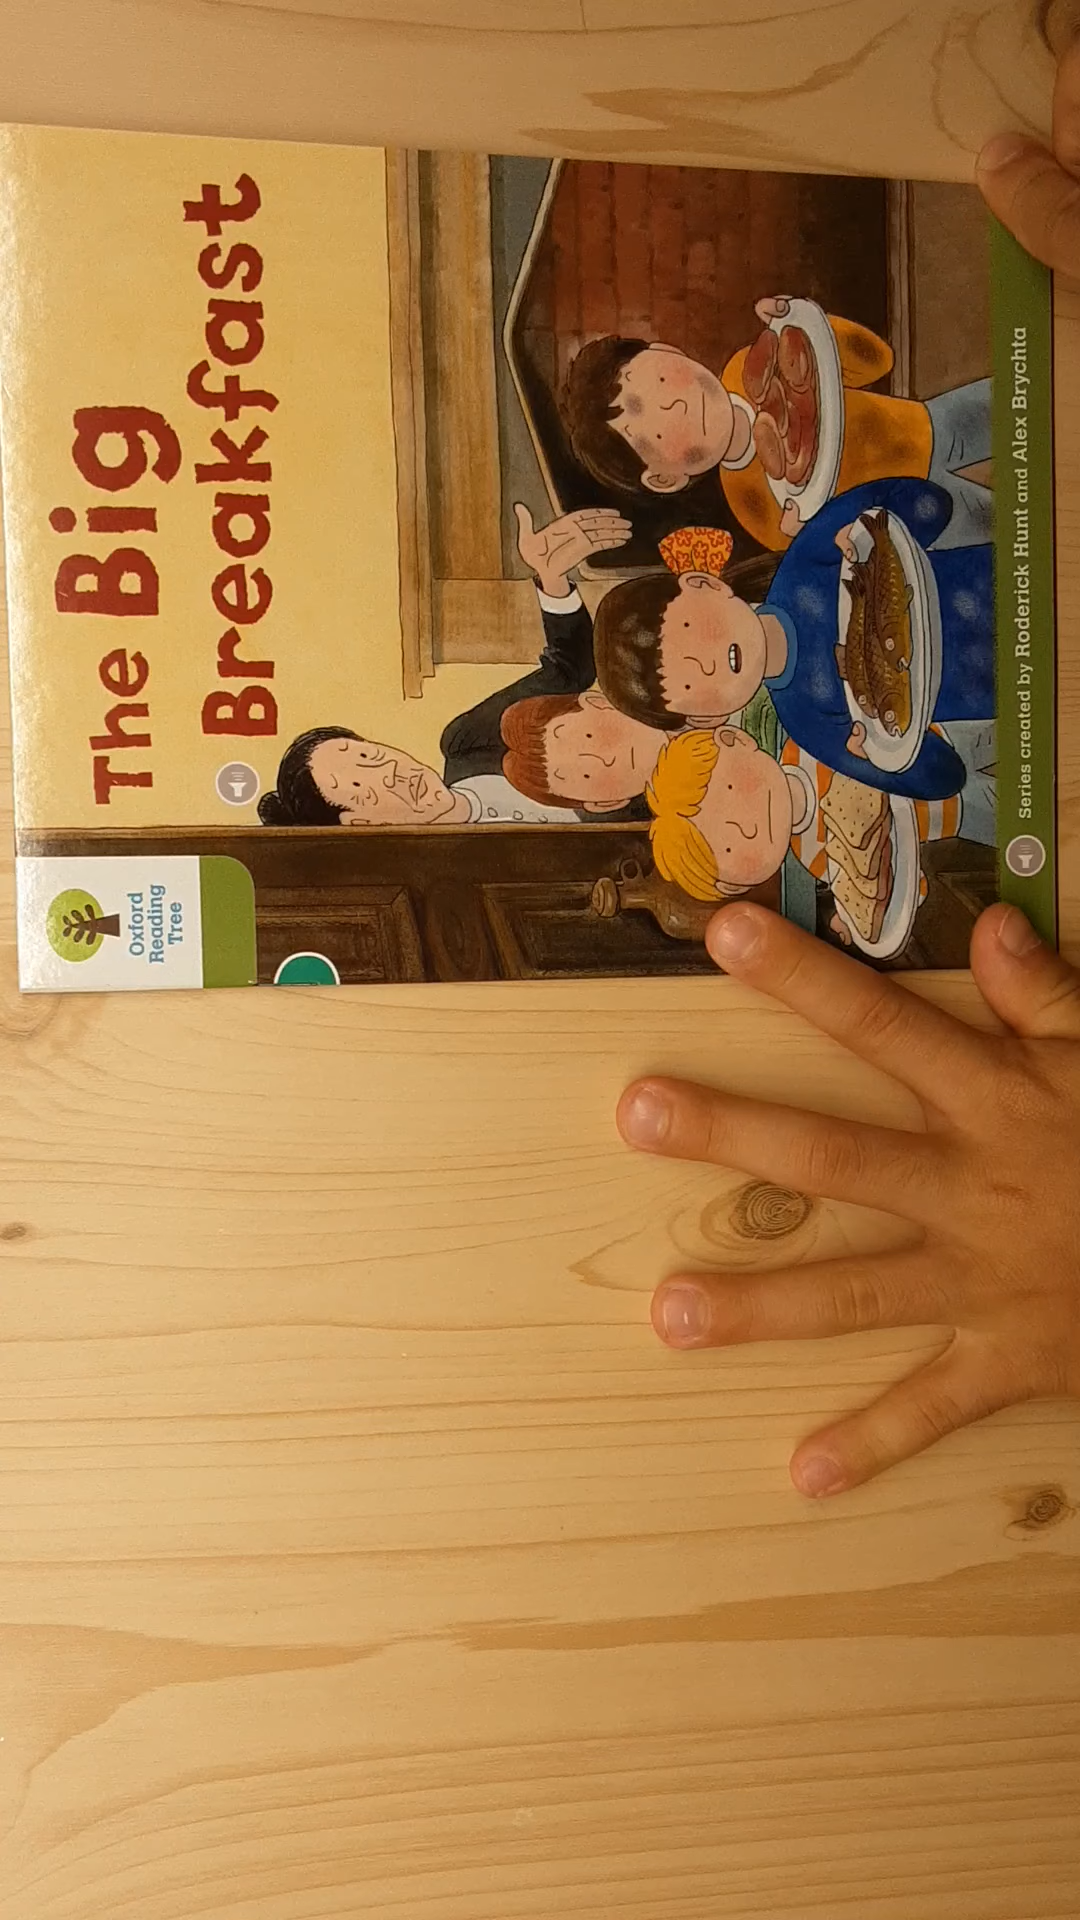 Oxford
Reading
Tree
The Big
Breakfast
Series created by Roderick Hunt and Alex Brychta